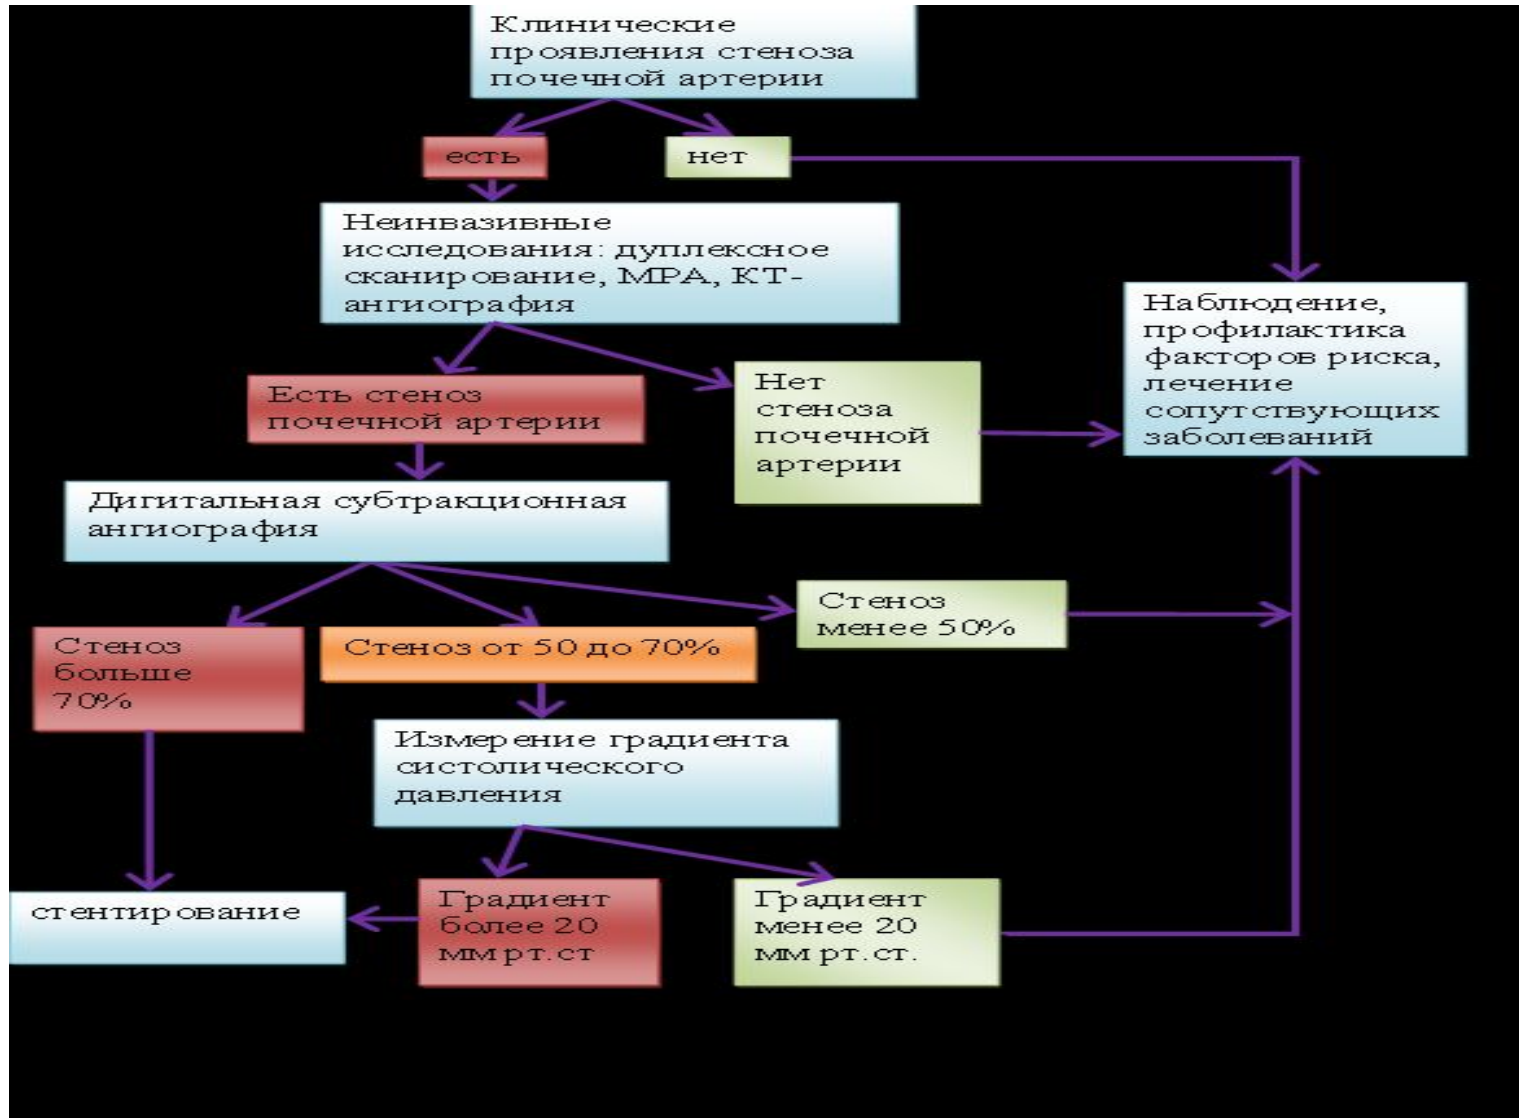 Клинические
проявления стеноза
почечной артерии
есть
нет
Неинвазивные
исследования: дуплексное
сканирование, МРА, КТ-
ангиография
Наблюдение,
профилактика
факторов риска,
лечение
сопутствующих
заболеваний
Есть стеноз
почечной артерии
Нет
стеноза
почечной
артерии
Дигитальная субтракционная
ангиография
Стеноз
менее 50%
Стеноз
больше
70%
Стеноз от 50 до 70%
Измерение градиента
систолического
давления
стентирование
Градиент
более 20
мм рт.ст
Градиент
менее 20
мм рт.ст.